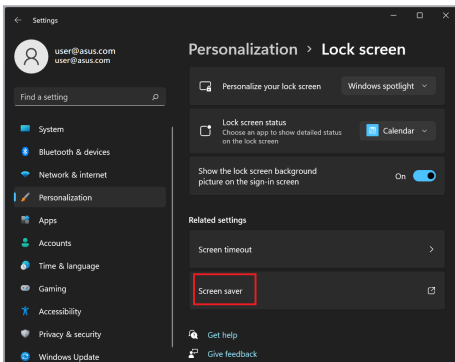 Settings
user@asus.com
user@asus.com
Find a setting
System
Bluetooth & devices
Network & internet
Personalization
Apps
Accounts
Time & language
Gaming
Accessibility
Privacy & security
Windows Update
Personalization > Lock screen
Personalize your lock screen
Windows spotlight
Lock screen status
Choose an app to show detailed status
on the lock screen
Calendar
Show the lock screen background
picture on the sign-in screen
On
Related settings
Screen timeout
Screen saver
Get help
Give feedback